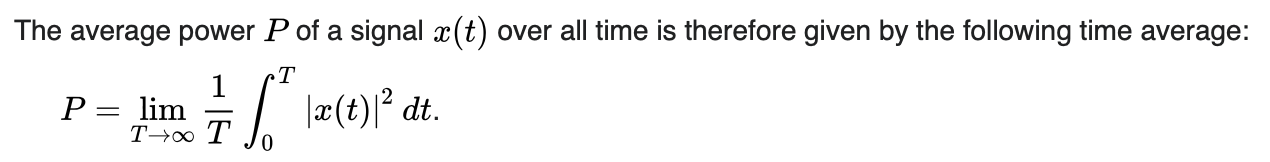 The average power P of a signal x(t) over all time is therefore given by the following time average:
P = lim_{T→∞} 1/T ∫_0^T |x(t)|² dt.